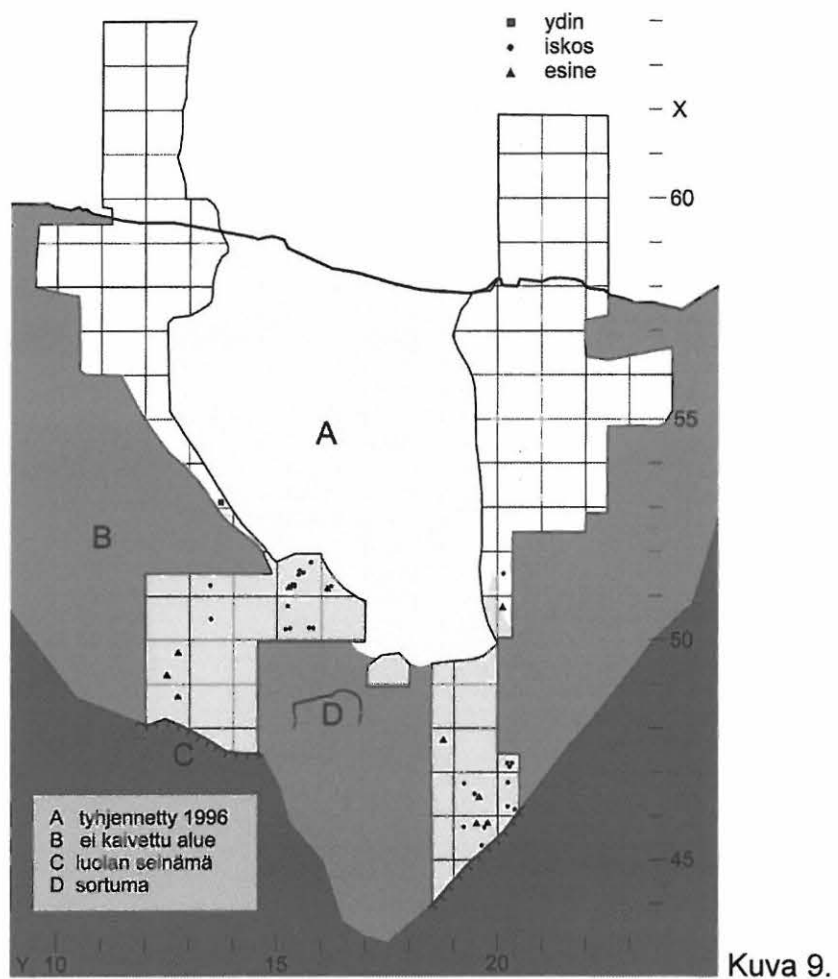 ydin
iskos
esine
X
60
55
50
45
A
B
C
D
A tyhjennetty 1996
B ei kaivettu alue
C luolan seinämä
D sortuma
Y 10 15 20
Kuva 9.